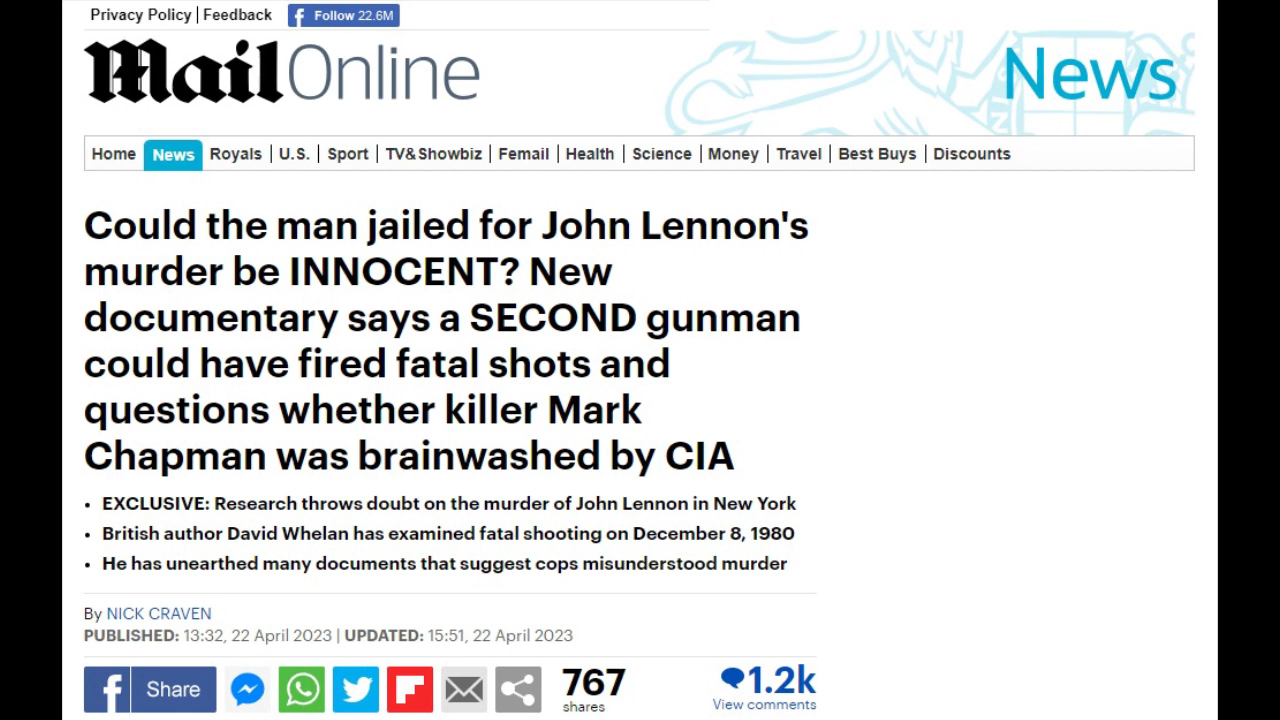 Privacy Policy | Feedback Follow 22.6M
Mail Online News
Home News Royals U.S. Sport TV&Showbiz Femail Health Science Money Travel Best Buys Discounts
Could the man jailed for John Lennon's
murder be INNOCENT? New
documentary says a SECOND gunman
could have fired fatal shots and
questions whether killer Mark
Chapman was brainwashed by CIA
• EXCLUSIVE: Research throws doubt on the murder of John Lennon in New York
• British author David Whelan has examined fatal shooting on December 8, 1980
• He has unearthed many documents that suggest cops misunderstood murder
By NICK CRAVEN
PUBLISHED: 13:32, 22 April 2023 | UPDATED: 15:51, 22 April 2023
Share 767 shares 1.2k View comments